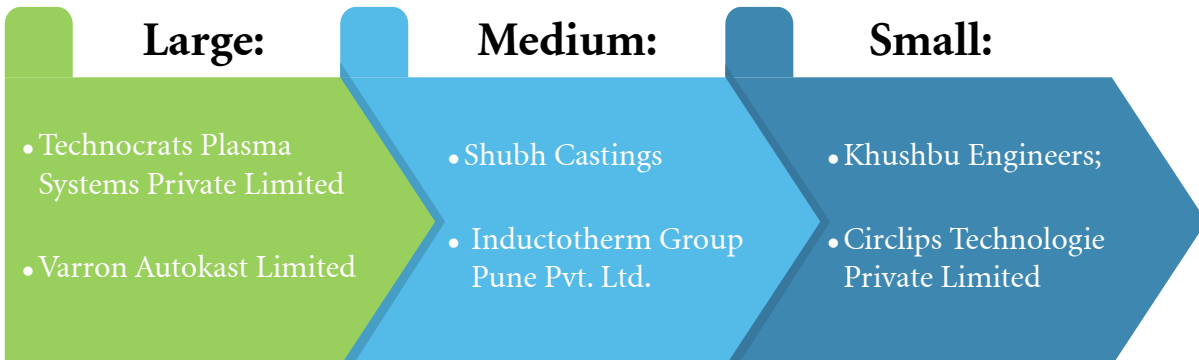 Large:
• Technocrats Plasma
Systems Private Limited
• Varron Autokast Limited
Medium:
• Shubh Castings
• Inductotherm Group
Pune Pvt. Ltd.
Small:
• Khushbu Engineers;
• Circlips Technologie
Private Limited